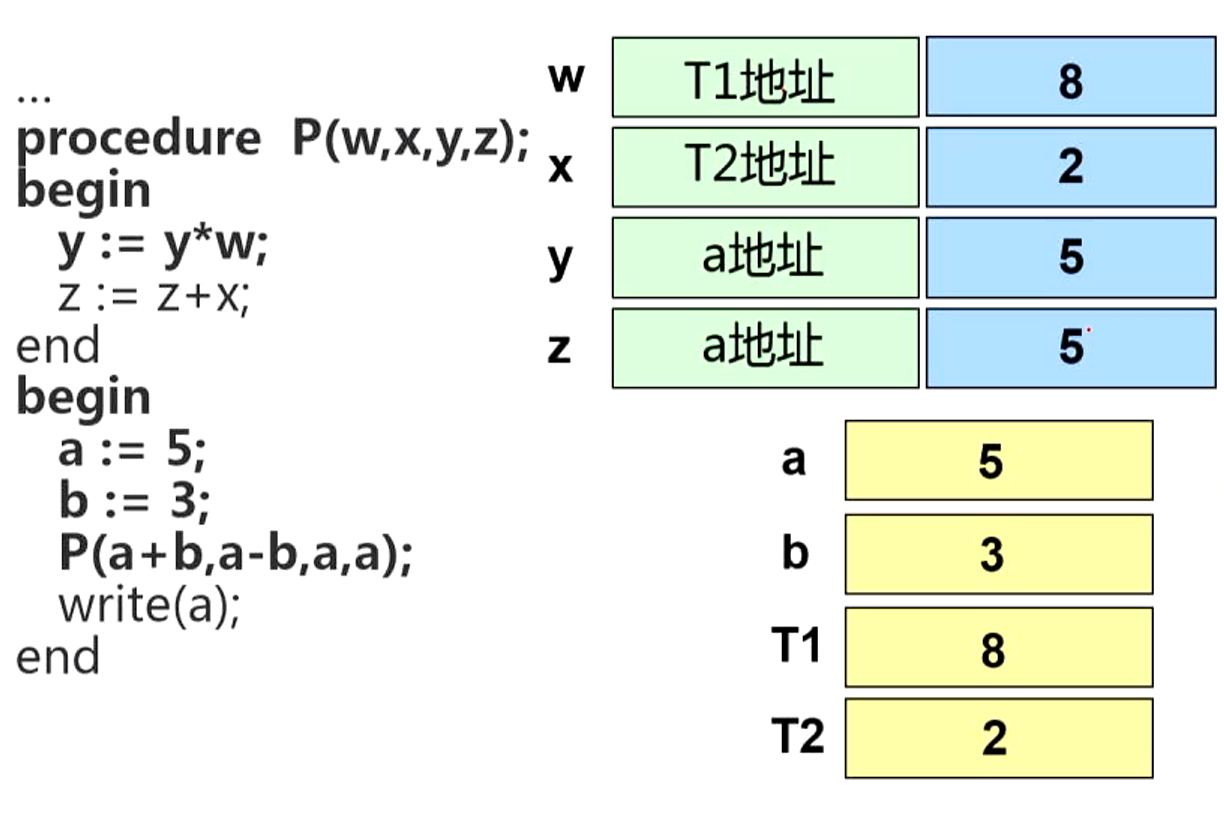 ...
procedure P(w,x,y,z);
begin
y := y*w;
z := z+x;
end
begin
a := 5;
b := 3;
P(a+b,a-b,a,a);
write(a);
end
w T1地址 8
x T2地址 2
y a地址 5
z a地址 5
a 5
b 3
T1 8
T2 2